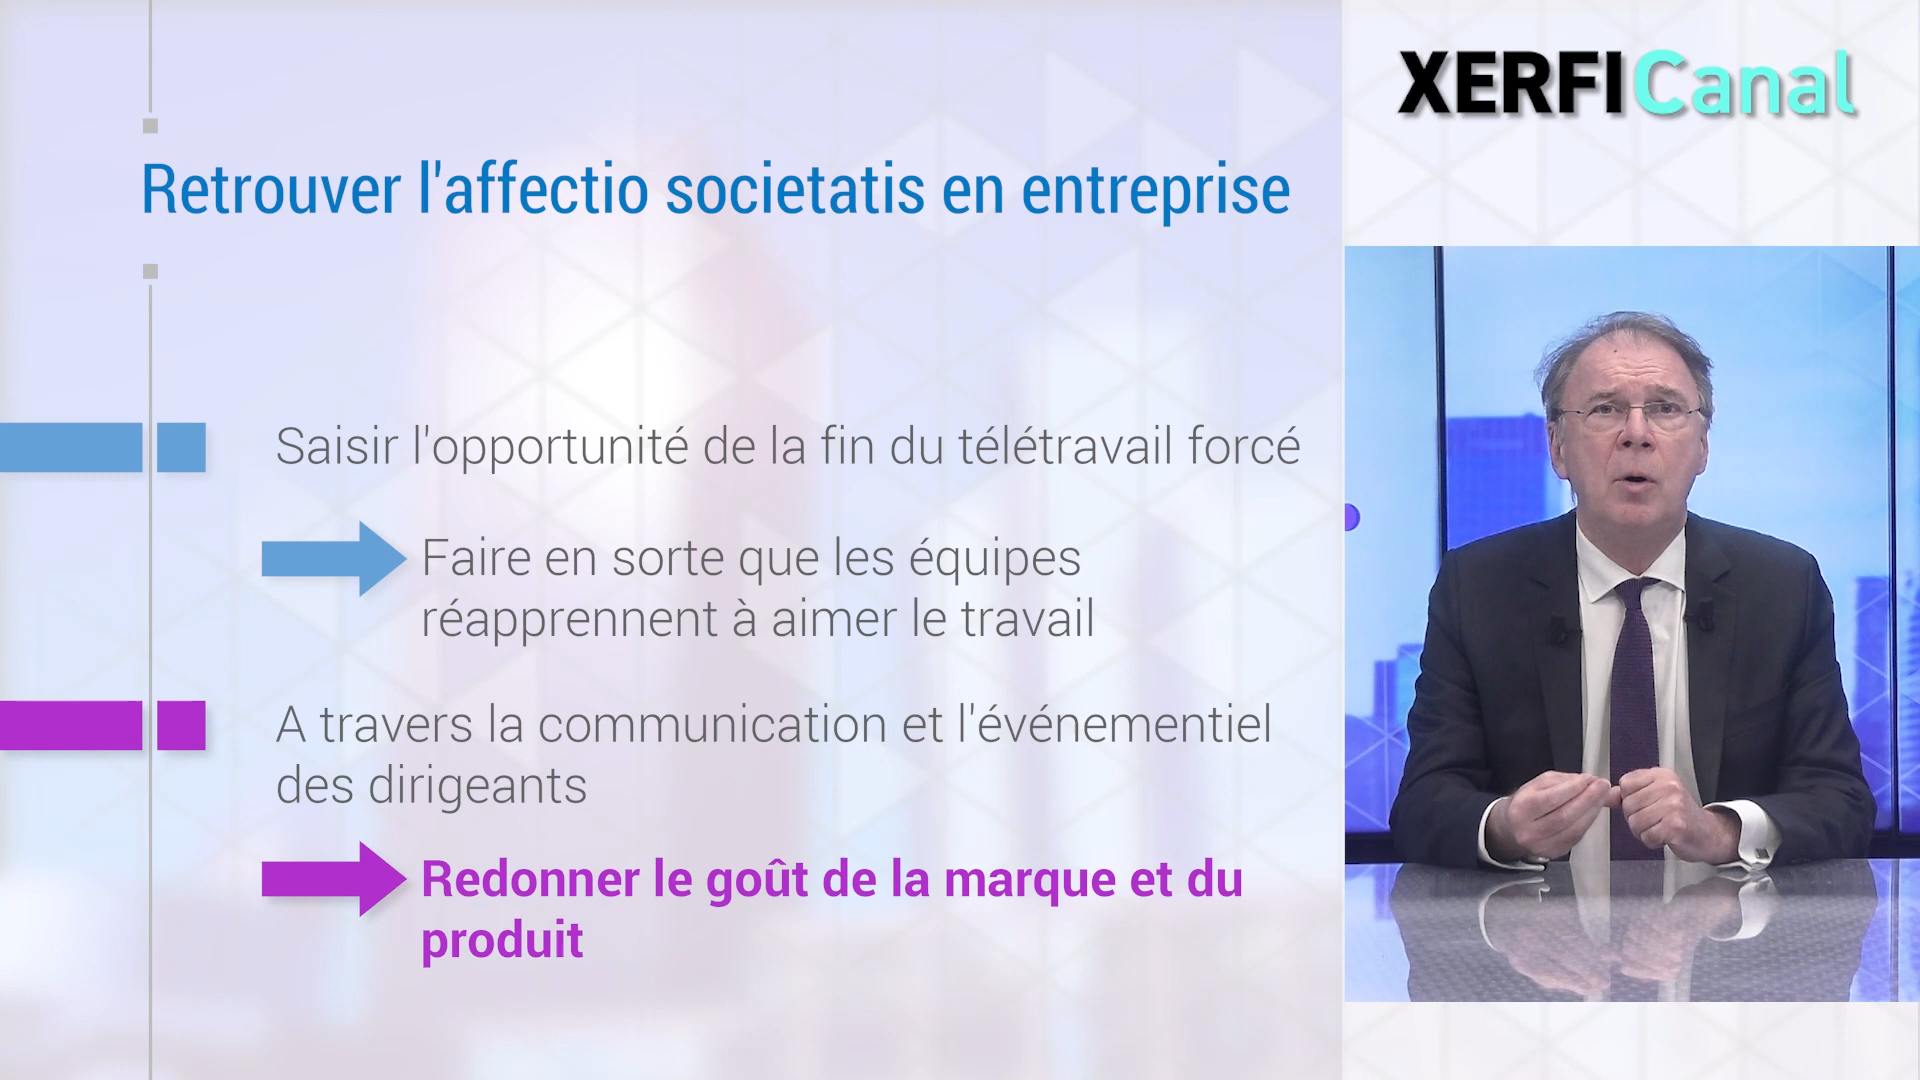 XERFI Canal
Retrouver l'affectio societatis en entreprise
Saisir l'opportunité de la fin du télétravail forcé
Faire en sorte que les équipes
réapprennent à aimer le travail
A travers la communication et l'événementiel
des dirigeants
Redonner le goût de la marque et du
produit